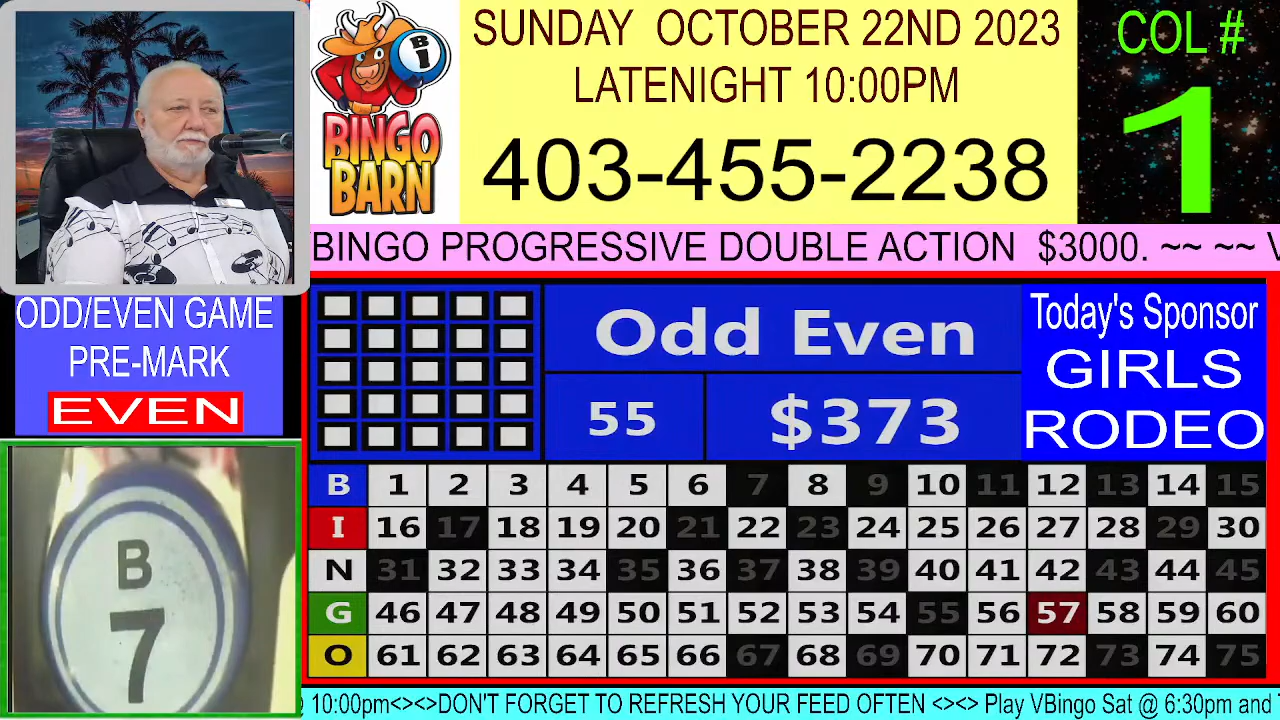 B
1
BINGO
BARN
SUNDAY OCTOBER 22ND 2023
LATENIGHT 10:00PM
403-455-2238
COL #
1
VBINGO PROGRESSIVE DOUBLE ACTION $3000. ~~ ~~ V
ODD/EVEN GAME
PRE-MARK
EVEN
Odd Even
55
$373
Today's Sponsor
GIRLS
RODEO
B
7
B 1 2 3 4 5 6 7 8 9 10 11 12 13 14 15
I 16 17 18 19 20 21 22 23 24 25 26 27 28 29 30
N 31 32 33 34 35 36 37 38 39 40 41 42 43 44 45
G 46 47 48 49 50 51 52 53 54 55 56 57 58 59 60
O 61 62 63 64 65 66 67 68 69 70 71 72 73 74 75
10:00pm<><>DON'T FORGET TO REFRESH YOUR FEED OFTEN <><> Play VBingo Sat @ 6:30pm and